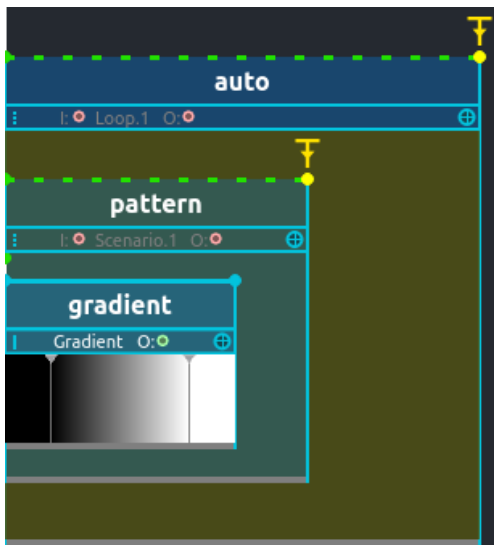 auto
I: Loop.1 O:
pattern
I: Scenario.1 O:
gradient
Gradient O: